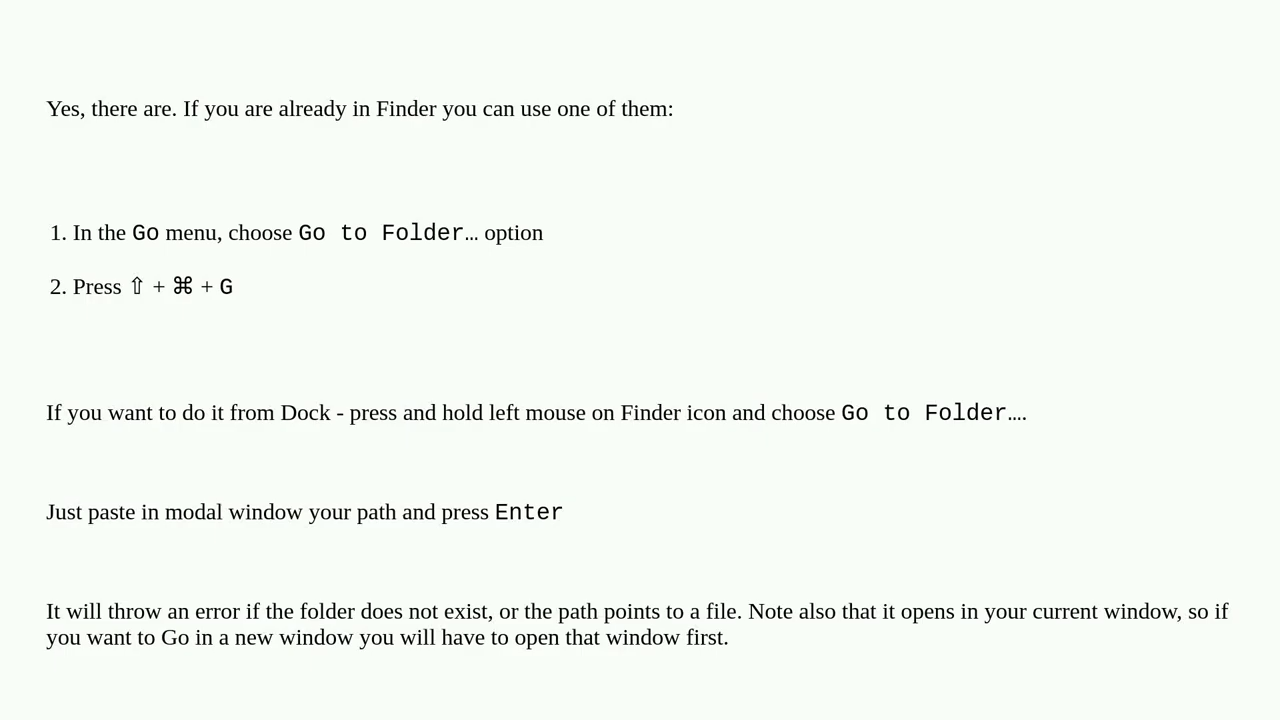 Yes, there are. If you are already in Finder you can use one of them:
1. In the Go menu, choose Go to Folder… option
2. Press ⇧ + ⌘ + G
If you want to do it from Dock - press and hold left mouse on Finder icon and choose Go to Folder….
Just paste in modal window your path and press Enter
It will throw an error if the folder does not exist, or the path points to a file. Note also that it opens in your current window, so if
you want to Go in a new window you will have to open that window first.